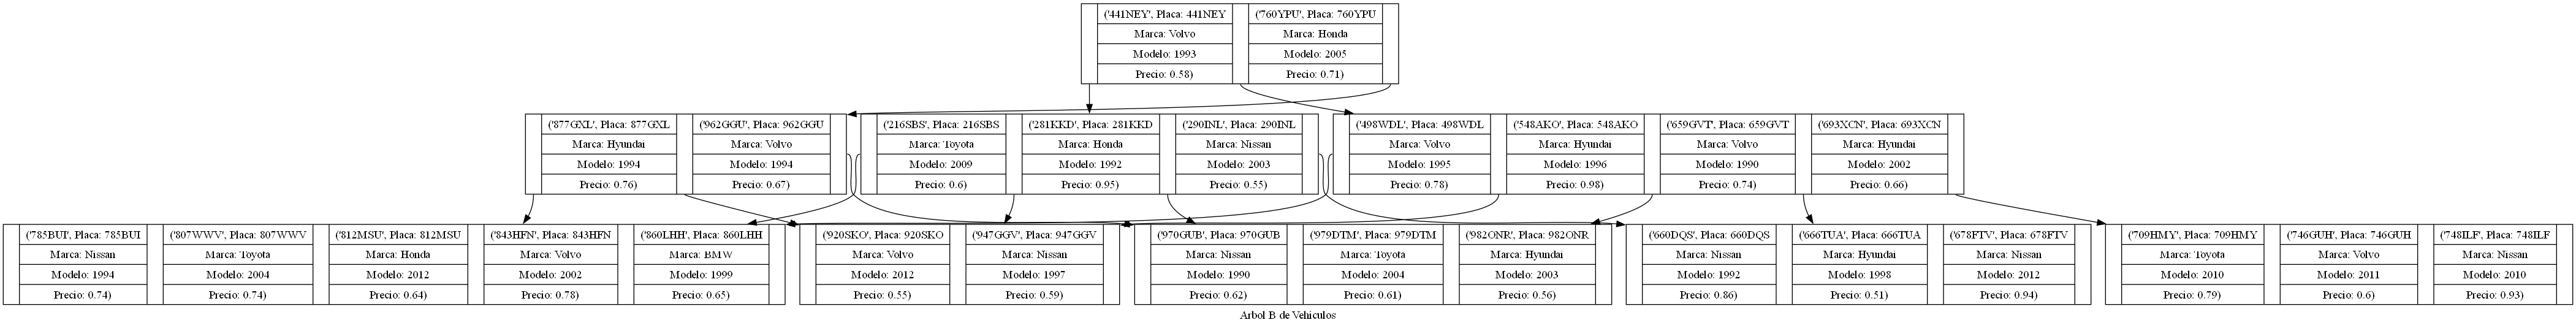 ('441NEY', Placa: 441NEY
Marca: Volvo
Modelo: 1993
Precio: 0.58)
('760YPU', Placa: 760YPU
Marca: Honda
Modelo: 2005
Precio: 0.71)
('877GXL', Placa: 877GXL
Marca: Hyundai
Modelo: 1994
Precio: 0.76)
('962GGU', Placa: 962GGU
Marca: Volvo
Modelo: 1994
Precio: 0.67)
('216SBS', Placa: 216SBS
Marca: Toyota
Modelo: 2009
Precio: 0.6)
('281KKD', Placa: 281KKD
Marca: Honda
Modelo: 1992
Precio: 0.95)
('290INL', Placa: 290INL
Marca: Nissan
Modelo: 2003
Precio: 0.55)
('498WDL', Placa: 498WDL
Marca: Volvo
Modelo: 1995
Precio: 0.78)
('548AKO', Placa: 548AKO
Marca: Hyundai
Modelo: 1996
Precio: 0.98)
('659GVT', Placa: 659GVT
Marca: Volvo
Modelo: 1990
Precio: 0.74)
('693XCN', Placa: 693XCN
Marca: Hyundai
Modelo: 2002
Precio: 0.66)
('785BUI', Placa: 785BUI
Marca: Nissan
Modelo: 1994
Precio: 0.74)
('807WWV', Placa: 807WWV
Marca: Toyota
Modelo: 2004
Precio: 0.74)
('812MSU', Placa: 812MSU
Marca: Honda
Modelo: 2012
Precio: 0.64)
('843HFN', Placa: 843HFN
Marca: Volvo
Modelo: 2002
Precio: 0.78)
('860LHH', Placa: 860LHH
Marca: BMW
Modelo: 1999
Precio: 0.65)
('920SKO', Placa: 920SKO
Marca: Volvo
Modelo: 2012
Precio: 0.55)
('947GGV', Placa: 947GGV
Marca: Nissan
Modelo: 1997
Precio: 0.59)
('970GUB', Placa: 970GUB
Marca: Nissan
Modelo: 1990
Precio: 0.62)
('979DTM', Placa: 979DTM
Marca: Toyota
Modelo: 2004
Precio: 0.61)
('982ONR', Placa: 982ONR
Marca: Hyundai
Modelo: 2003
Precio: 0.56)
('660DQS', Placa: 660DQS
Marca: Nissan
Modelo: 1992
Precio: 0.86)
('666TUA', Placa: 666TUA
Marca: Hyundai
Modelo: 1998
Precio: 0.51)
('678FTV', Placa: 678FTV
Marca: Nissan
Modelo: 2012
Precio: 0.94)
('709HMY', Placa: 709HMY
Marca: Toyota
Modelo: 2010
Precio: 0.79)
('746GUH', Placa: 746GUH
Marca: Volvo
Modelo: 2011
Precio: 0.6)
('748ILF', Placa: 748ILF
Marca: Nissan
Modelo: 2010
Precio: 0.93)
Arbol B de Vehiculos